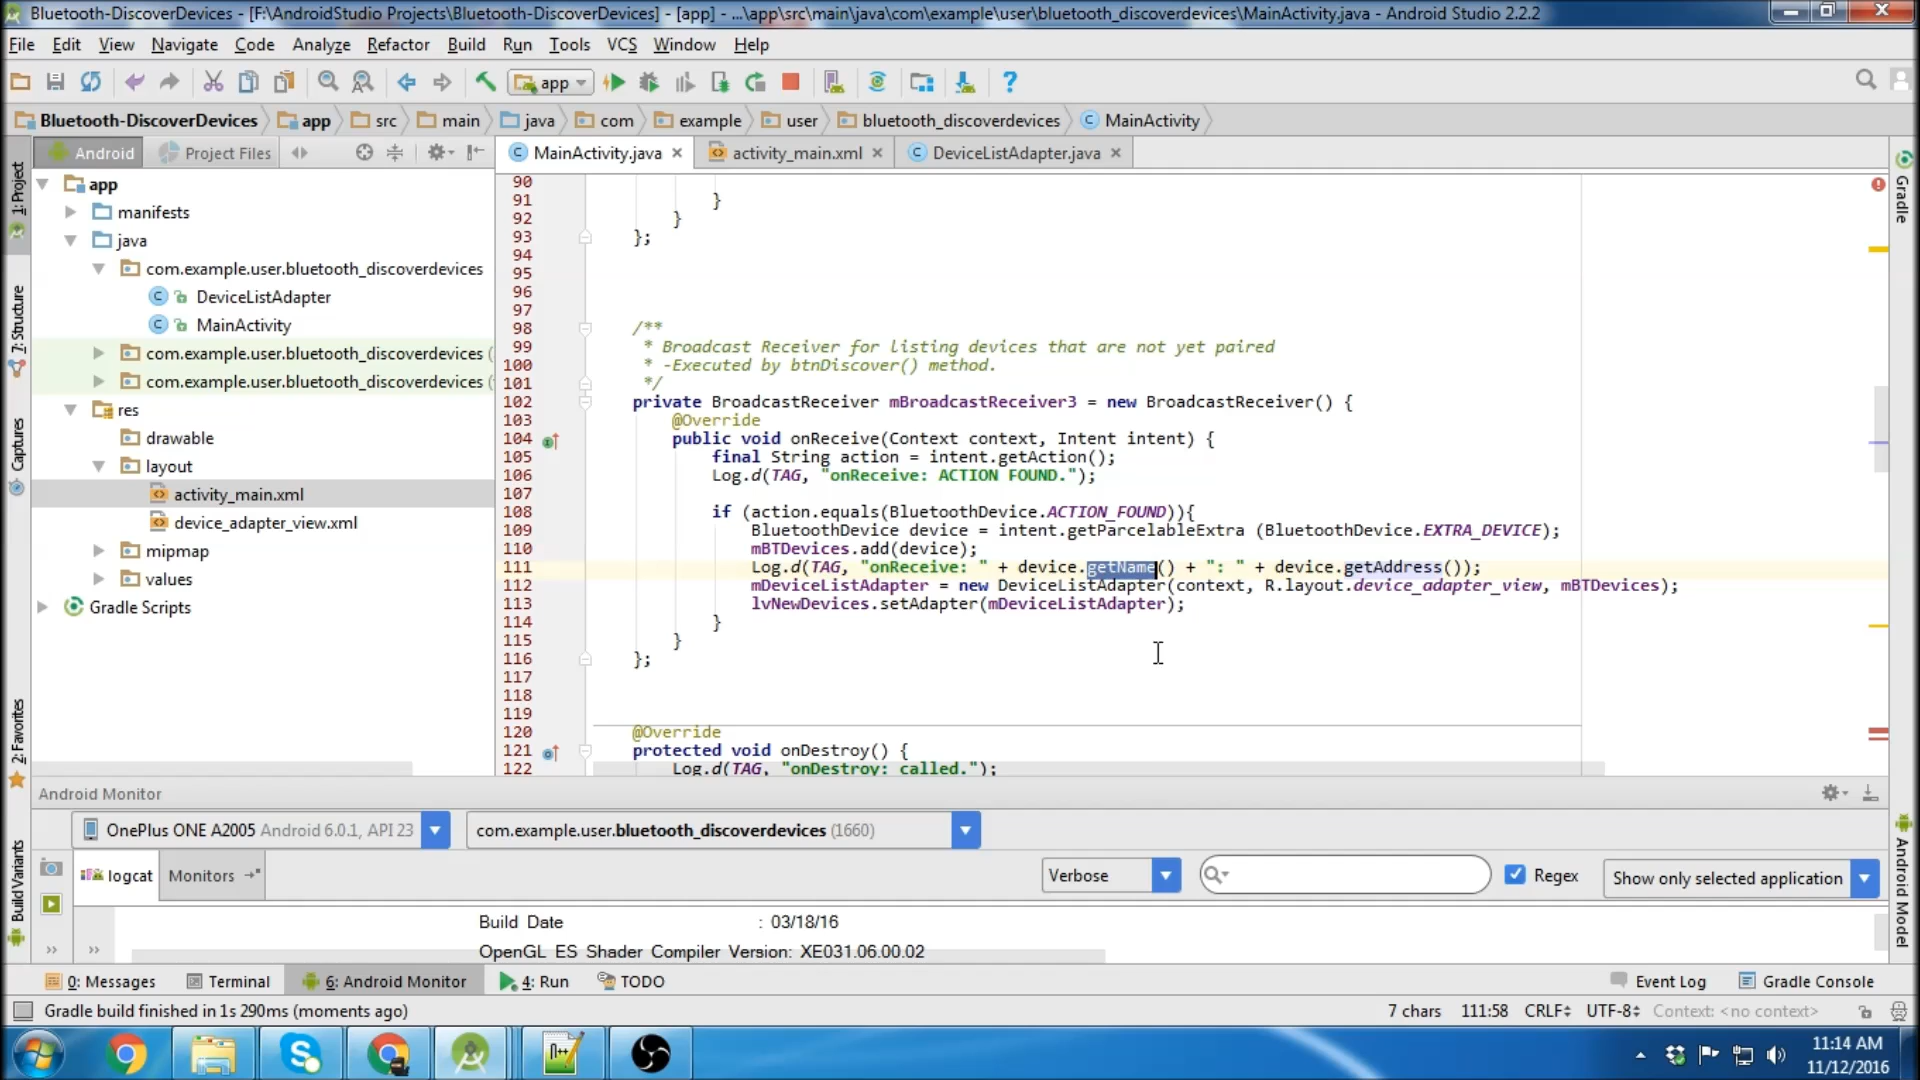 Bluetooth-DiscoverDevices - [F:\AndroidStudio Projects\Bluetooth-DiscoverDevices] - [app] - ...\app\src\main\java\com\example\user\bluetooth_discoverdevices\MainActivity.java - Android Studio 2.2.2
File Edit View Navigate Code Analyze Refactor Build Run Tools VCS Window Help
app
Bluetooth-DiscoverDevices app src main java com example user bluetooth_discoverdevices MainActivity
Android Project Files
MainActivity.java activity_main.xml DeviceListAdapter.java
1: Project
7: Structure
Captures
2: Favorites
Build Variants
app
manifests
java
com.example.user.bluetooth_discoverdevices
DeviceListAdapter
MainActivity
com.example.user.bluetooth_discoverdevices (
com.example.user.bluetooth_discoverdevices (
res
drawable
layout
activity_main.xml
device_adapter_view.xml
mipmap
values
Gradle Scripts
90
91 }
92 }
93 };
94
95
96
97
98 /**
99 * Broadcast Receiver for listing devices that are not yet paired
100 * -Executed by btnDiscover() method.
101 */
102 private BroadcastReceiver mBroadcastReceiver3 = new BroadcastReceiver() {
103 @Override
104 public void onReceive(Context context, Intent intent) {
105 final String action = intent.getAction();
106 Log.d(TAG, "onReceive: ACTION FOUND.");
107
108 if (action.equals(BluetoothDevice.ACTION_FOUND)){
109 BluetoothDevice device = intent.getParcelableExtra (BluetoothDevice.EXTRA_DEVICE);
110 mBTDevices.add(device);
111 Log.d(TAG, "onReceive: " + device.getName() + ": " + device.getAddress());
112 mDeviceListAdapter = new DeviceListAdapter(context, R.layout.device_adapter_view, mBTDevices);
113 lvNewDevices.setAdapter(mDeviceListAdapter);
114 }
115 }
116 };
117
118
119
120 @Override
121 protected void onDestroy() {
122 Log.d(TAG, "onDestroy: called.");
Gradle
Android Model
Android Monitor
OnePlus ONE A2005 Android 6.0.1, API 23
com.example.user.bluetooth_discoverdevices (1660)
logcat Monitors
Verbose
Regex
Show only selected application
Build Date : 03/18/16
OpenGL ES Shader Compiler Version: XE031.06.00.02
0: Messages Terminal 6: Android Monitor 4: Run TODO Event Log Gradle Console
Gradle build finished in 1s 290ms (moments ago) 7 chars 111:58 CRLF UTF-8 Context: <no context>
11:14 AM
11/12/2016